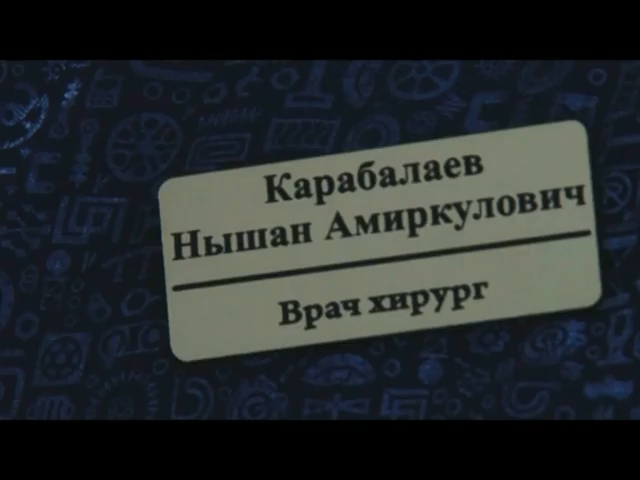 Карабалаев
Нышан Амиркулович
Врач хирург